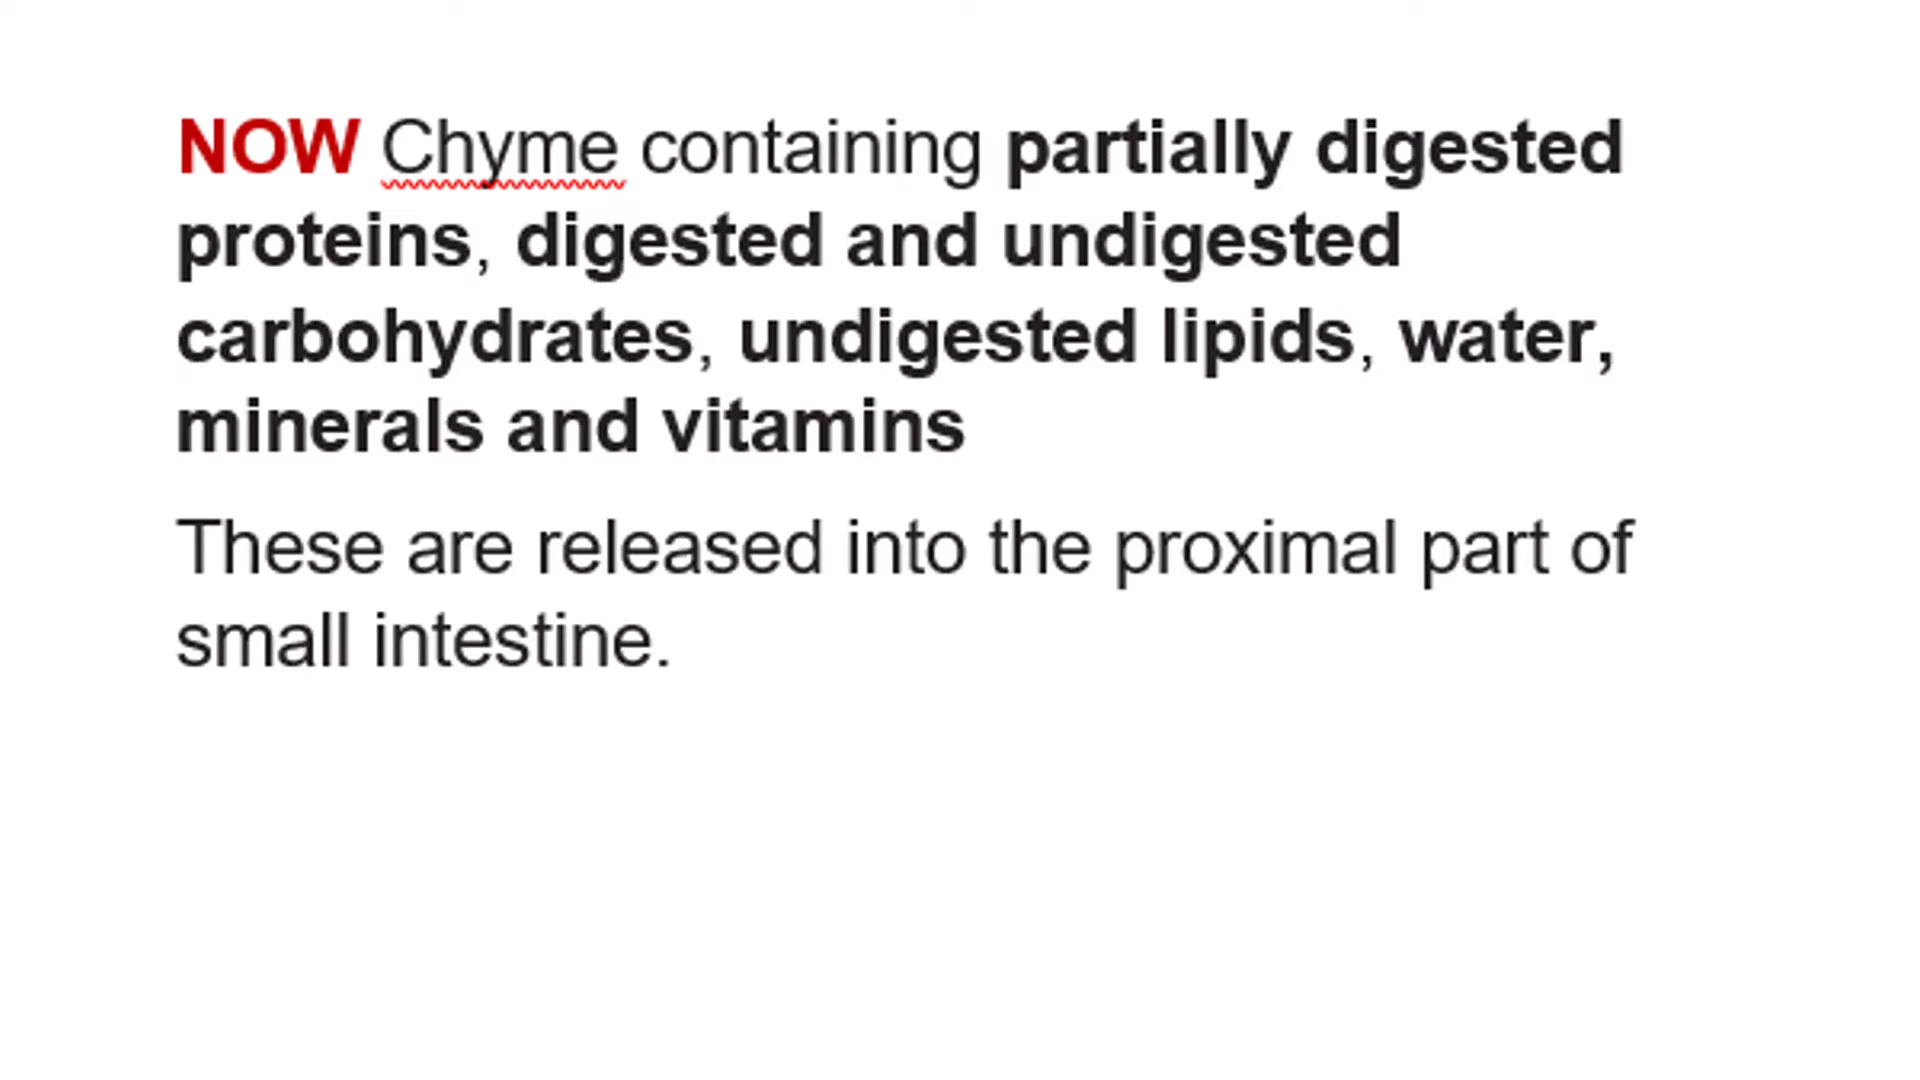 NOW Chyme containing partially digested
proteins, digested and undigested
carbohydrates, undigested lipids, water,
minerals and vitamins
These are released into the proximal part of
small intestine.